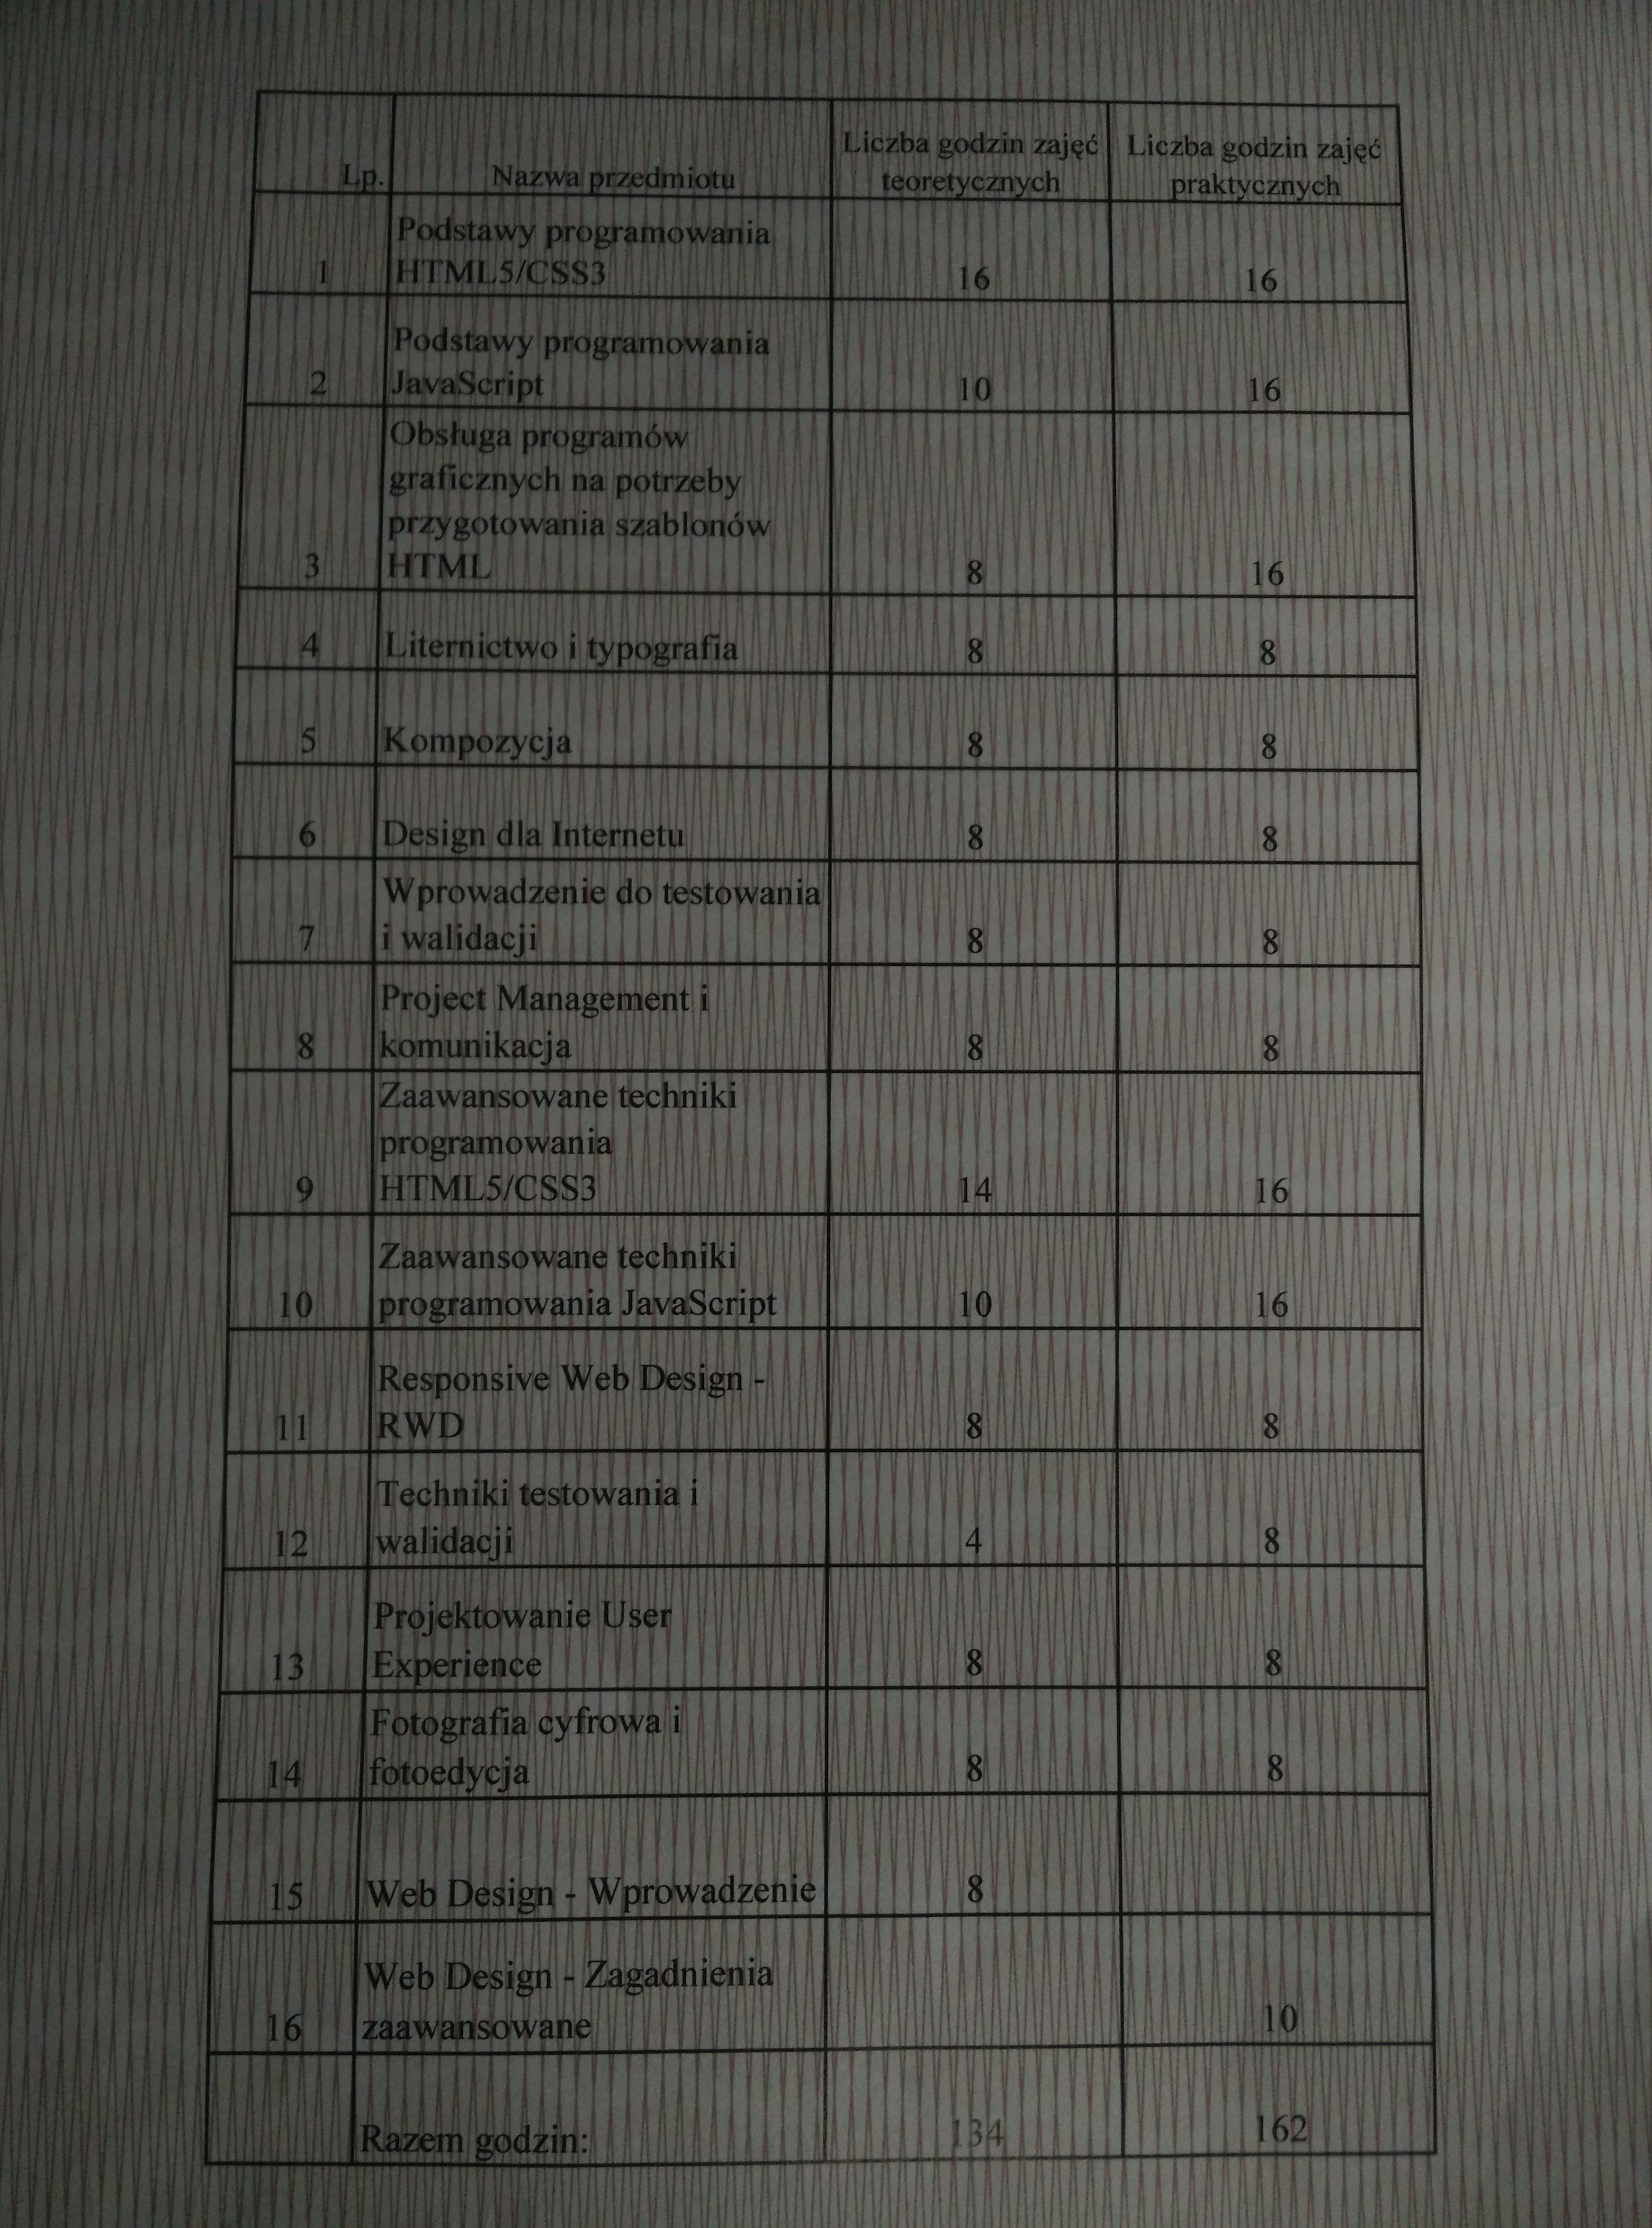 Lp. Nazwa przedmiotu Liczba godzin zajęć teoretycznych Liczba godzin zajęć praktycznych
Podstawy programowania
1 HTML5/CSS3 16 16
Podstawy programowania
2 JavaScript 10 16
Obsługa programów
graficznych na potrzeby
przygotowania szablonów
3 HTML 8 16
4 Liternictwo i typografia 8 8
5 Kompozycja 8 8
6 Design dla Internetu 8 8
Wprowadzenie do testowania
7 i walidacji 8 8
Project Management i
8 komunikacja 8 8
Zaawansowane techniki
programowania
9 HTML5/CSS3 14 16
Zaawansowane techniki
10 programowania JavaScript 10 16
Responsive Web Design -
11 RWD 8 8
Techniki testowania i
12 walidacji 4 8
Projektowanie User
13 Experience 8 8
Fotografia cyfrowa i
14 fotoedycja 8 8
15 Web Design - Wprowadzenie 8
Web Design - Zagadnienia
16 zaawansowane 10
Razem godzin: 134 162